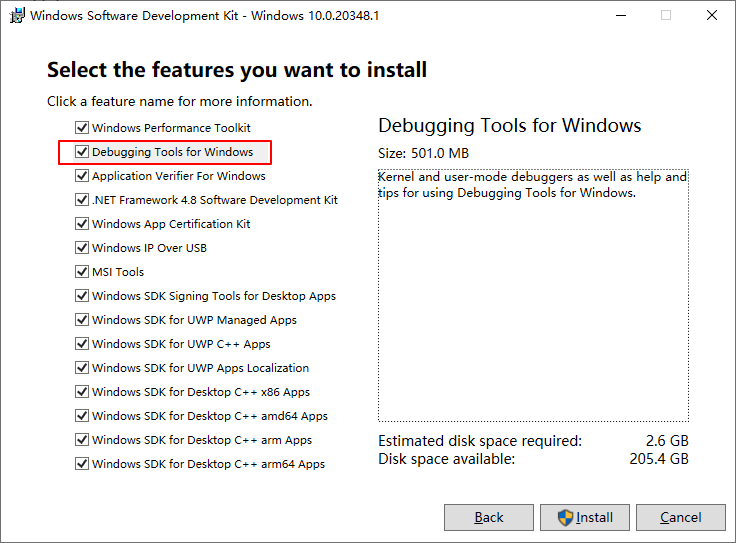 Windows Software Development Kit - Windows 10.0.20348.1
Select the features you want to install
Click a feature name for more information.
Windows Performance Toolkit
Debugging Tools for Windows
Application Verifier For Windows
.NET Framework 4.8 Software Development Kit
Windows App Certification Kit
Windows IP Over USB
MSI Tools
Windows SDK Signing Tools for Desktop Apps
Windows SDK for UWP Managed Apps
Windows SDK for UWP C++ Apps
Windows SDK for UWP Apps Localization
Windows SDK for Desktop C++ x86 Apps
Windows SDK for Desktop C++ amd64 Apps
Windows SDK for Desktop C++ arm Apps
Windows SDK for Desktop C++ arm64 Apps
Debugging Tools for Windows
Size: 501.0 MB
Kernel and user-mode debuggers as well as help and
tips for using Debugging Tools for Windows.
Estimated disk space required: 2.6 GB
Disk space available: 205.4 GB
Back
Install
Cancel